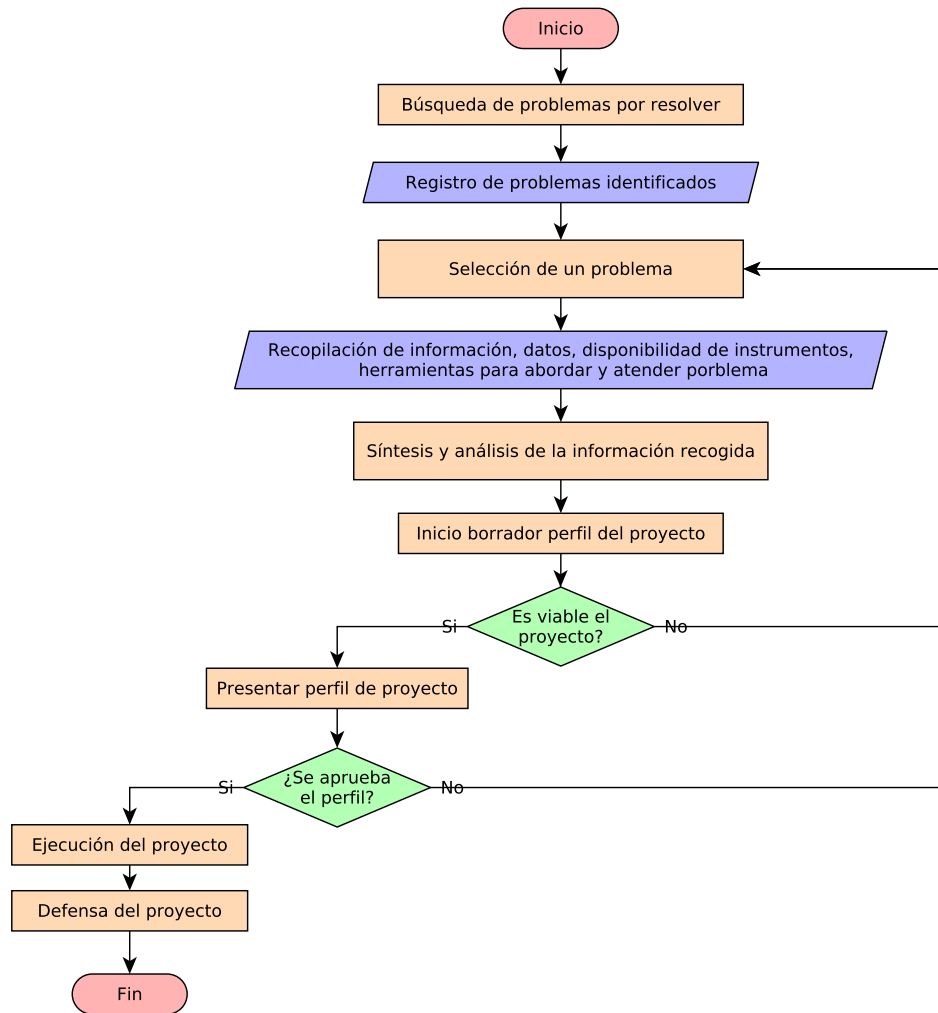 Inicio
Búsqueda de problemas por resolver
Registro de problemas identificados
Selección de un problema
Recopilación de información, datos, disponibilidad de instrumentos,
herramientas para abordar y atender porblema
Síntesis y análisis de la información recogida
Inicio borrador perfil del proyecto
Es viable el
proyecto?
Si
No
Presentar perfil de proyecto
¿Se aprueba
el perfil?
Si
No
Ejecución del proyecto
Defensa del proyecto
Fin